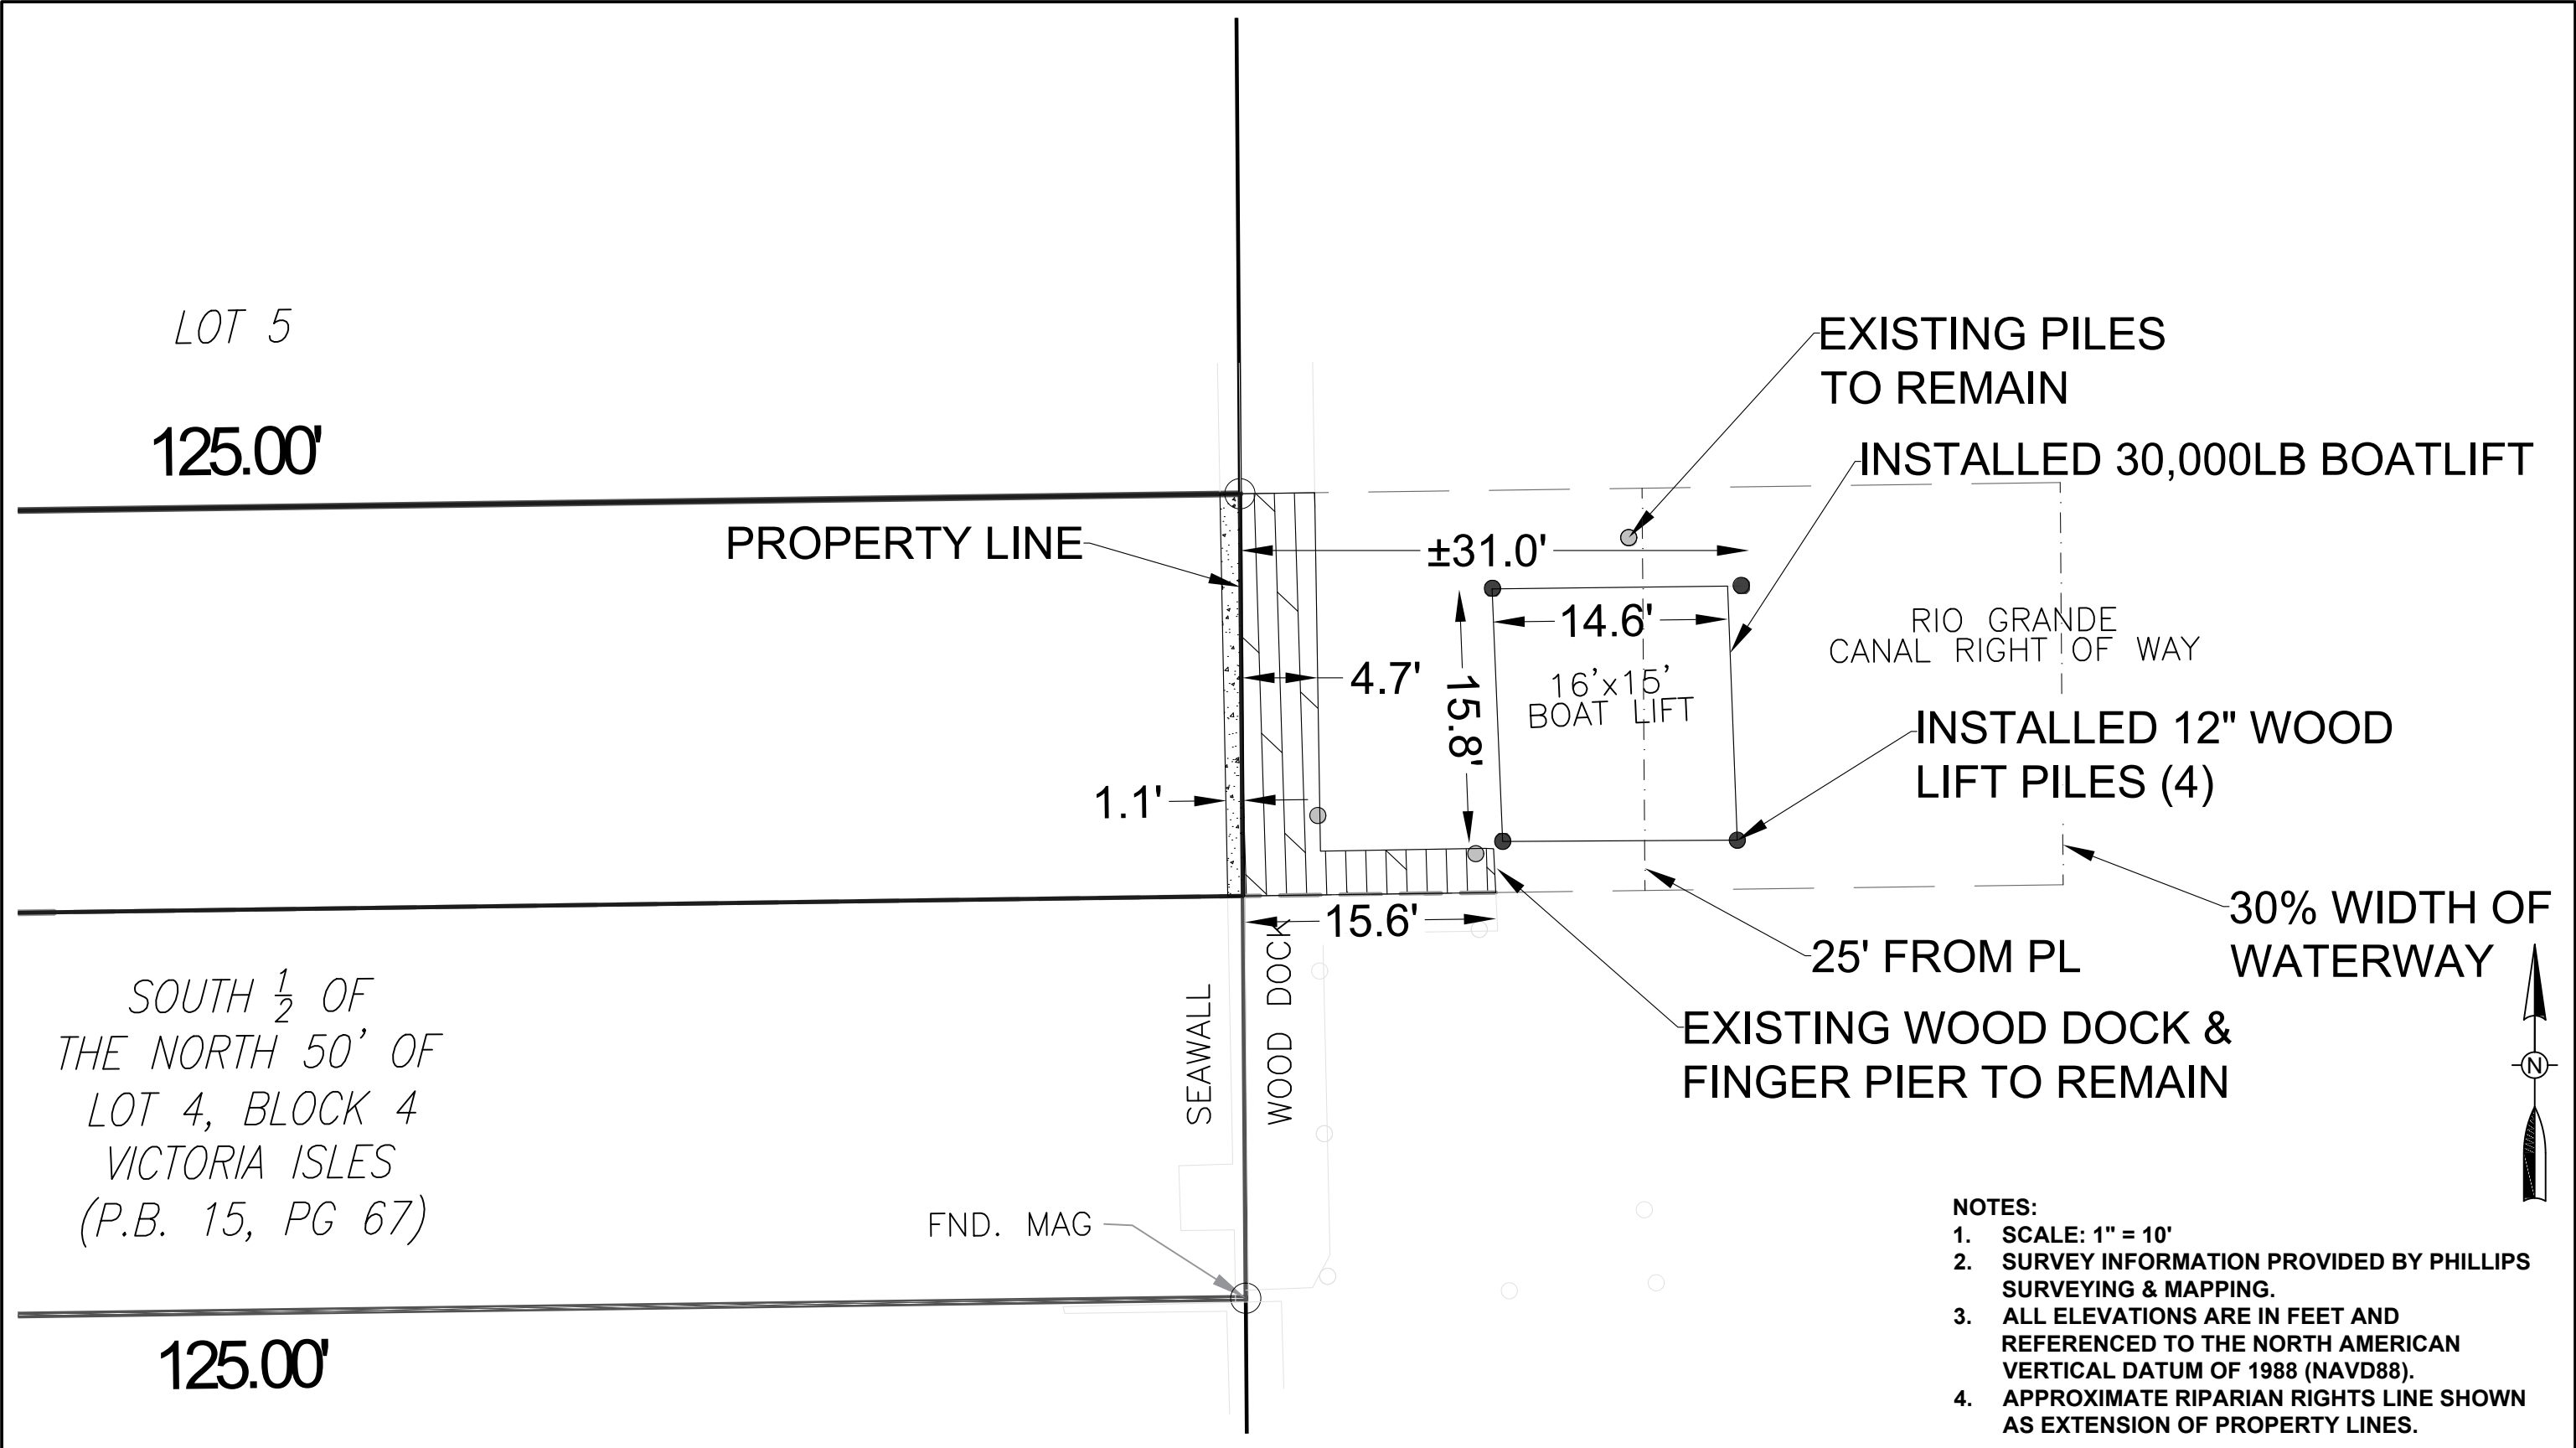 LOT 5
125.00'
PROPERTY LINE
EXISTING PILES
TO REMAIN
INSTALLED 30,000LB BOATLIFT
±31.0'
14.6'
4.7'
15.8'
16'x15'
BOAT LIFT
RIO GRANDE
CANAL RIGHT OF WAY
INSTALLED 12" WOOD
LIFT PILES (4)
1.1'
15.6'
30% WIDTH OF
WATERWAY
25' FROM PL
EXISTING WOOD DOCK &
FINGER PIER TO REMAIN
SEAWALL
WOOD DOCK
SOUTH 1/2 OF
THE NORTH 50' OF
LOT 4, BLOCK 4
VICTORIA ISLES
(P.B. 15, PG 67)
FND. MAG
125.00'
N
NOTES:
1. SCALE: 1" = 10'
2. SURVEY INFORMATION PROVIDED BY PHILLIPS
SURVEYING & MAPPING.
3. ALL ELEVATIONS ARE IN FEET AND
REFERENCED TO THE NORTH AMERICAN
VERTICAL DATUM OF 1988 (NAVD88).
4. APPROXIMATE RIPARIAN RIGHTS LINE SHOWN
AS EXTENSION OF PROPERTY LINES.